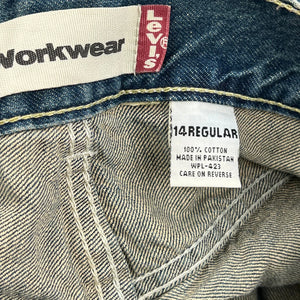 Workwear
Levi's®
14 REGULAR
100% COTTON
MADE IN PAKISTAN
WPL-423
CARE ON REVERSE